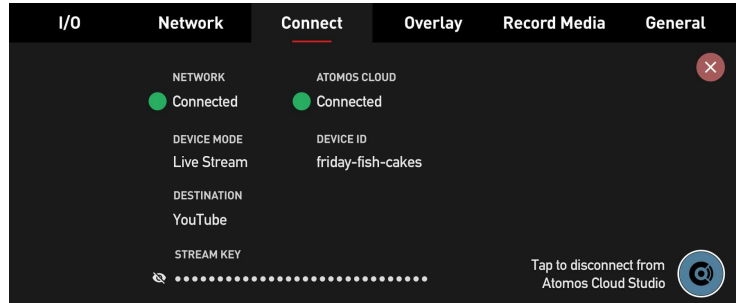 I/O Network Connect Overlay Record Media General
NETWORK ATOMOS CLOUD
Connected Connected
DEVICE MODE DEVICE ID
Live Stream friday-fish-cakes
DESTINATION
YouTube
STREAM KEY
••••••••••••••••••••••••••••••••
Tap to disconnect from
Atomos Cloud Studio